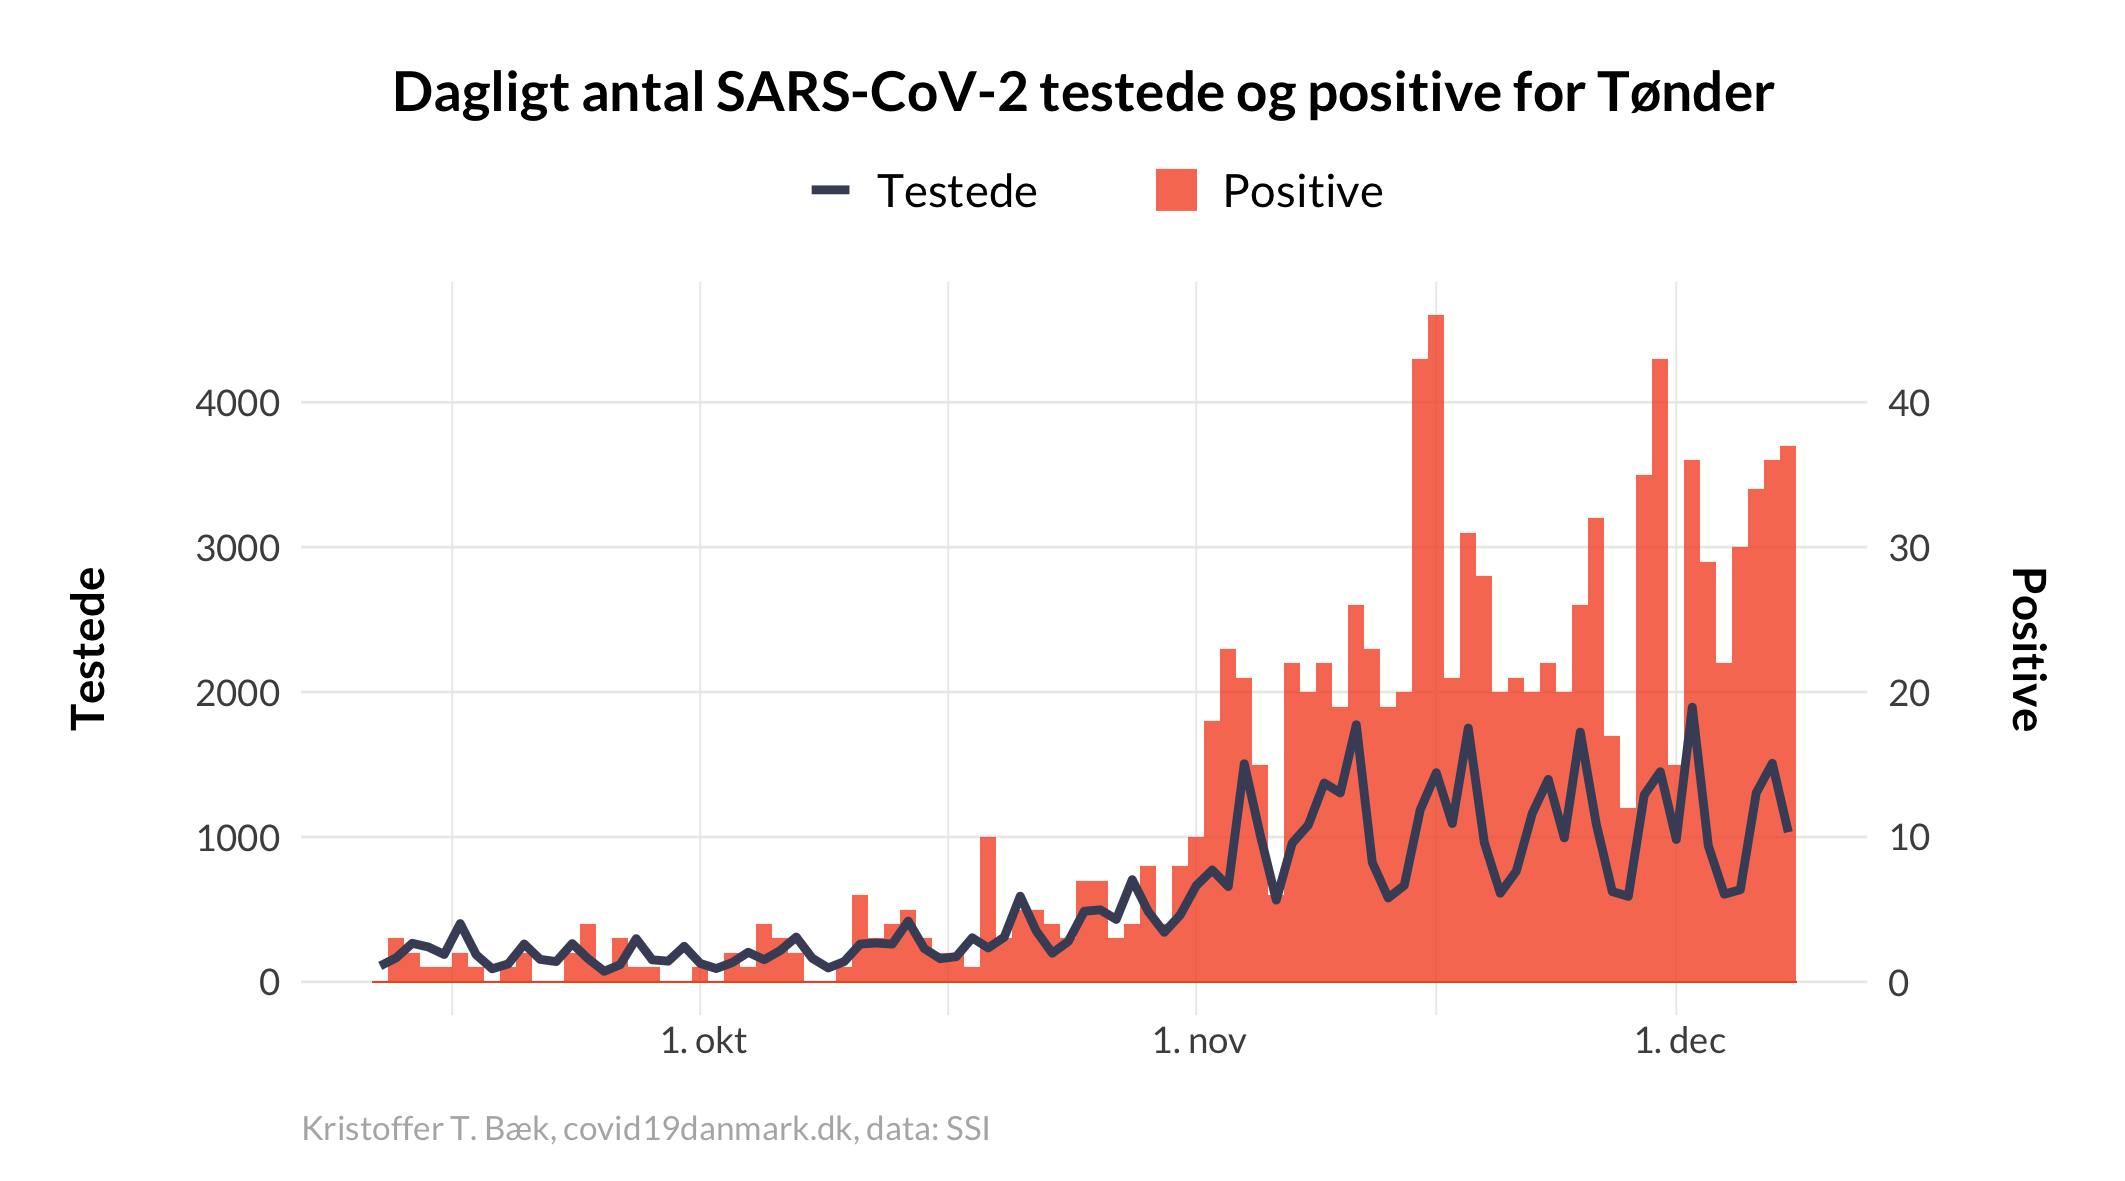 Dagligt antal SARS-CoV-2 testede og positive for Tønder
Testede
Positive
4000
3000
2000
1000
0
Testede
40
30
20
10
0
Positive
1. okt
1. nov
1. dec
Kristoffer T. Bæk, covid19danmark.dk, data: SSI